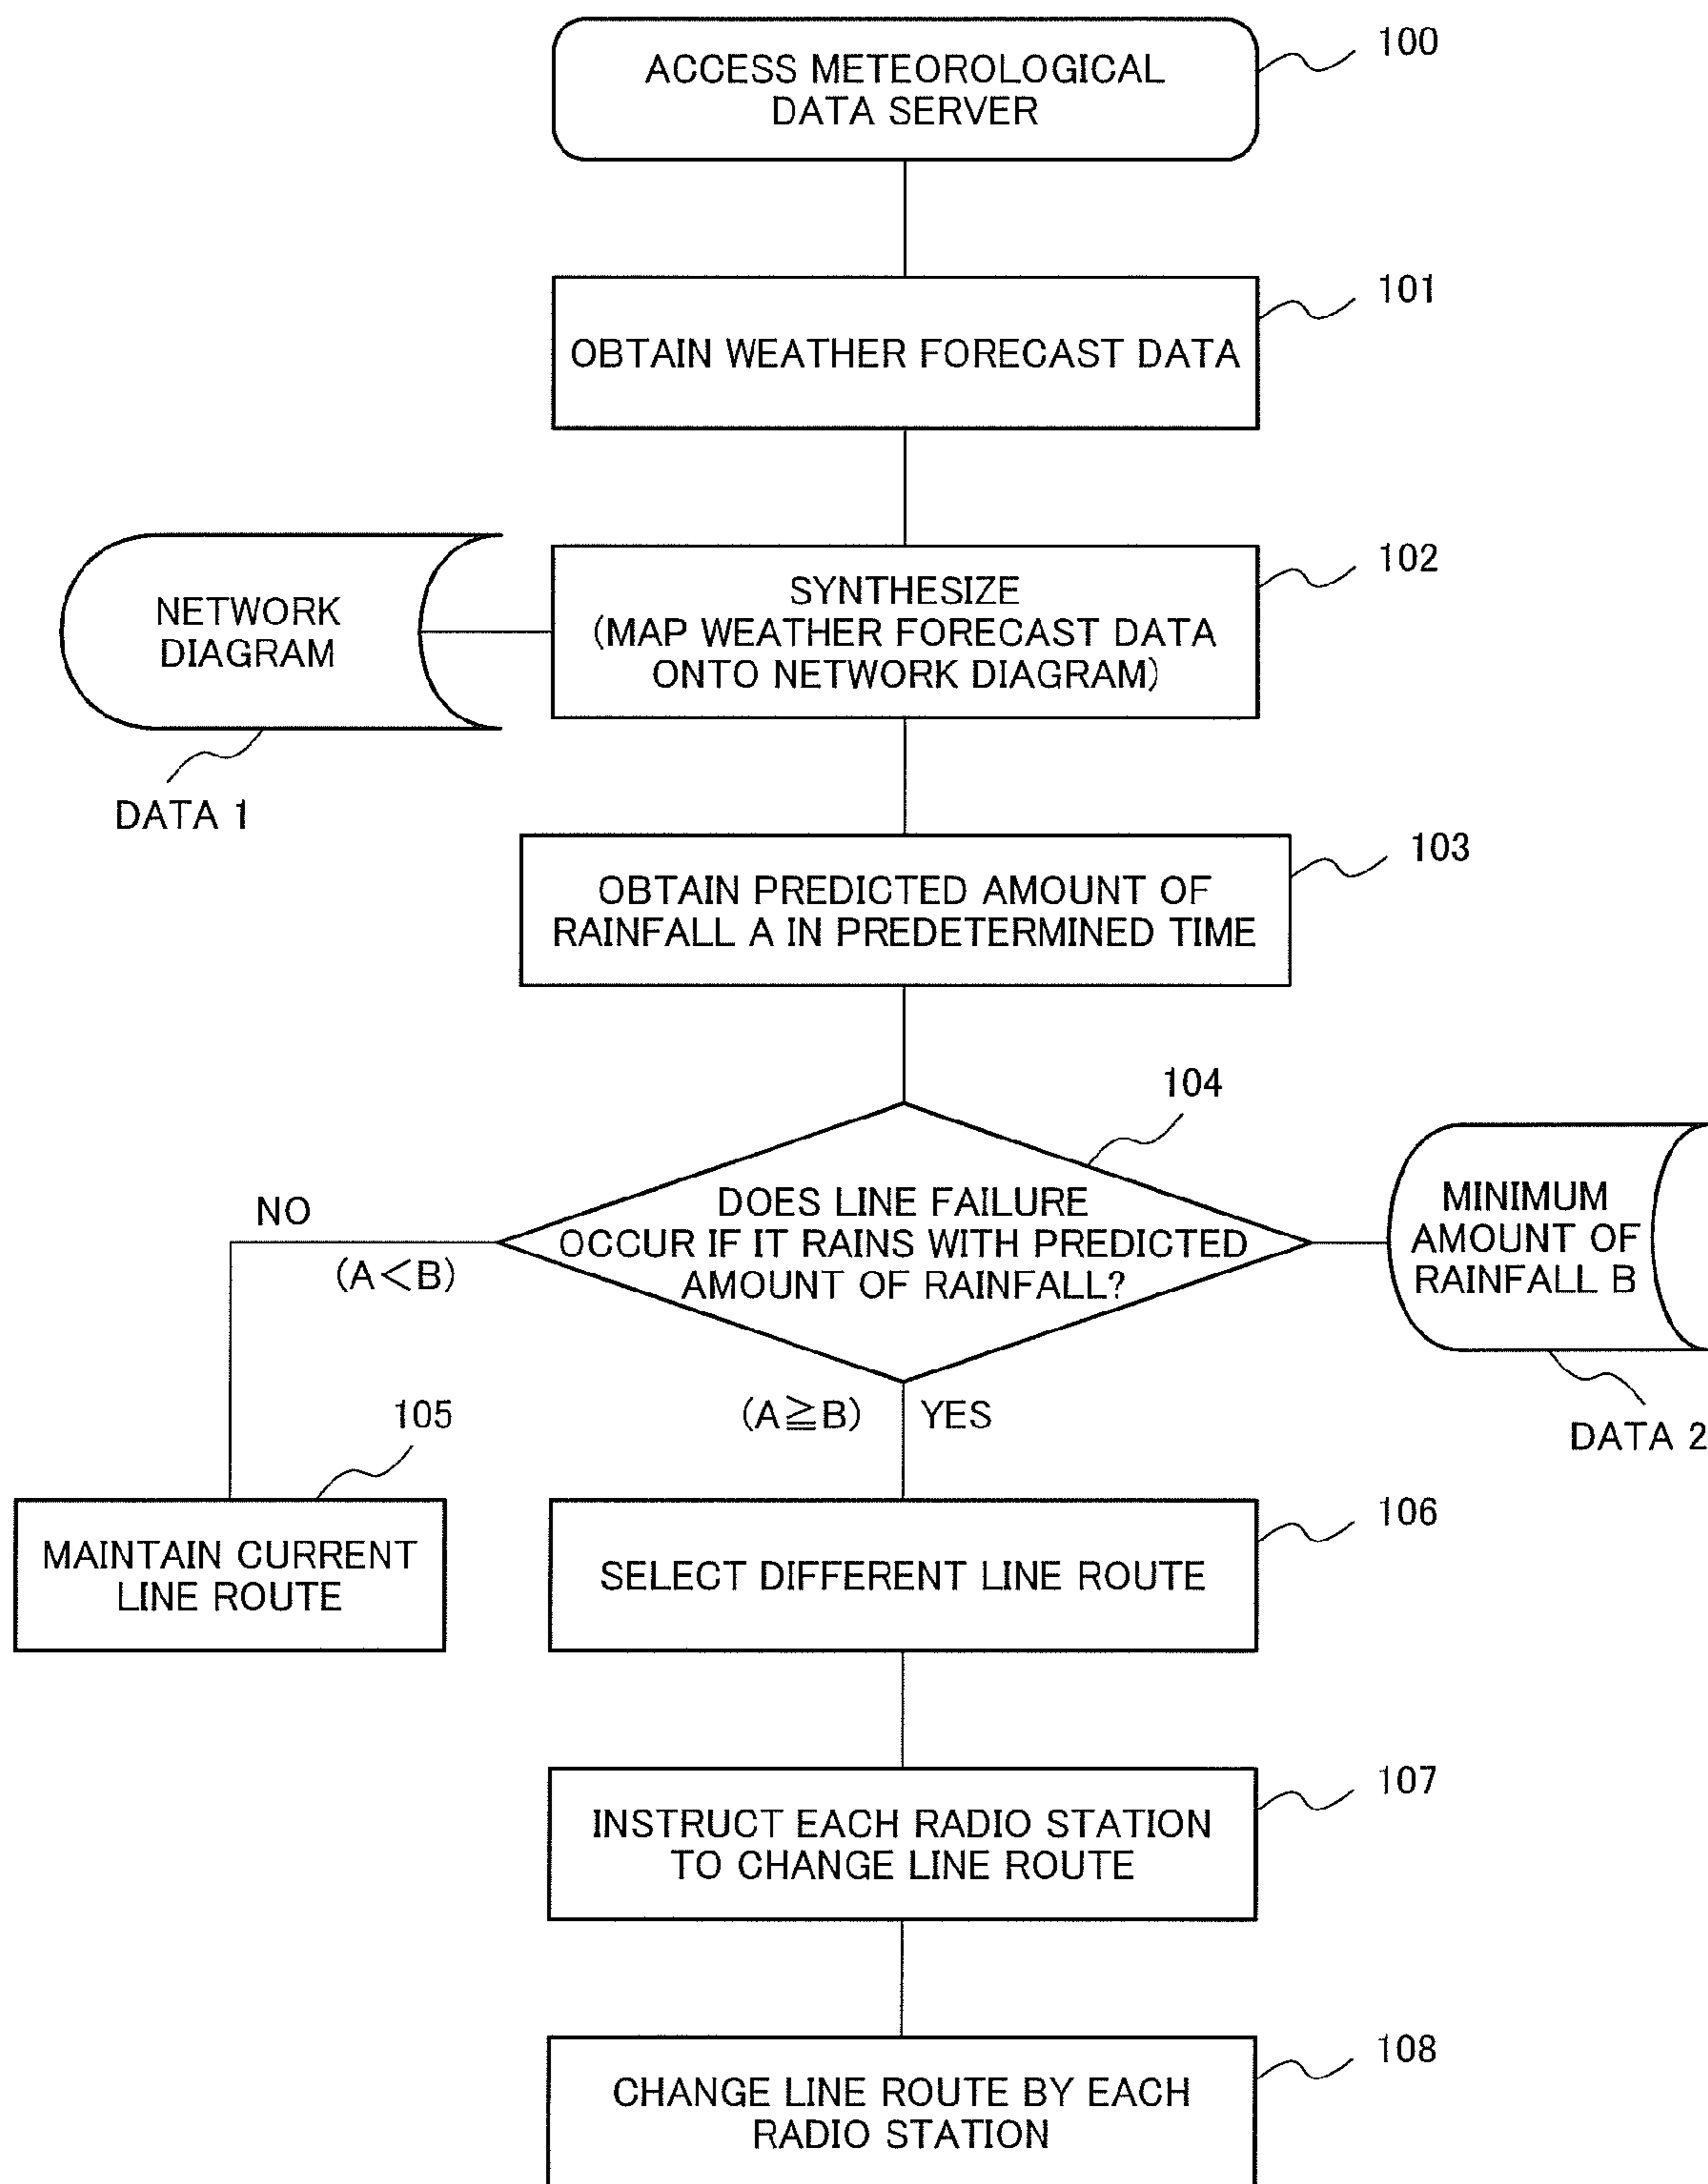 100
ACCESS METEOROLOGICAL
DATA SERVER
101
OBTAIN WEATHER FORECAST DATA
102
SYNTHESIZE
(MAP WEATHER FORECAST DATA
ONTO NETWORK DIAGRAM)
NETWORK
DIAGRAM
DATA 1
103
OBTAIN PREDICTED AMOUNT OF
RAINFALL A IN PREDETERMINED TIME
104
DOES LINE FAILURE
OCCUR IF IT RAINS WITH PREDICTED
AMOUNT OF RAINFALL?
MINIMUM
AMOUNT OF
RAINFALL B
DATA 2
NO
(A<B)
(A≧B) YES
105
MAINTAIN CURRENT
LINE ROUTE
106
SELECT DIFFERENT LINE ROUTE
107
INSTRUCT EACH RADIO STATION
TO CHANGE LINE ROUTE
108
CHANGE LINE ROUTE BY EACH
RADIO STATION